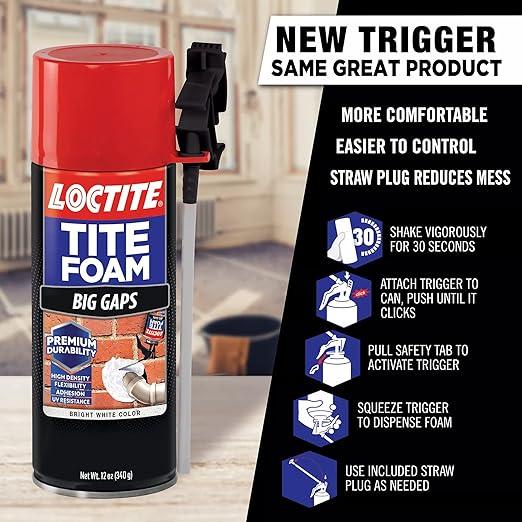 NEW TRIGGER
SAME GREAT PRODUCT
MORE COMFORTABLE
EASIER TO CONTROL
STRAW PLUG REDUCES MESS
LOCTITE®
TITE
FOAM
BIG GAPS
PREMIUM
DURABILITY
HIGH DENSITY
FLEXIBILITY
ADHESION
UV RESISTANCE
BRIGHT WHITE COLOR
Net Wt. 12 oz (340g)
30
SHAKE VIGOROUSLY
FOR 30 SECONDS
ATTACH TRIGGER TO
CAN, PUSH UNTIL IT
CLICKS
PULL SAFETY TAB TO
ACTIVATE TRIGGER
SQUEEZE TRIGGER
TO DISPENSE FOAM
USE INCLUDED STRAW
PLUG AS NEEDED